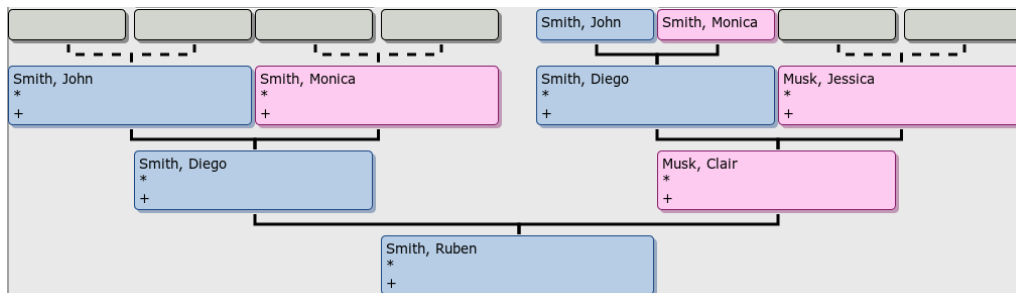 Smith, John
Smith, Monica
Smith, John
*
+
Smith, Monica
*
+
Smith, Diego
*
+
Musk, Jessica
*
+
Smith, Diego
*
+
Musk, Clair
*
+
Smith, Ruben
*
+